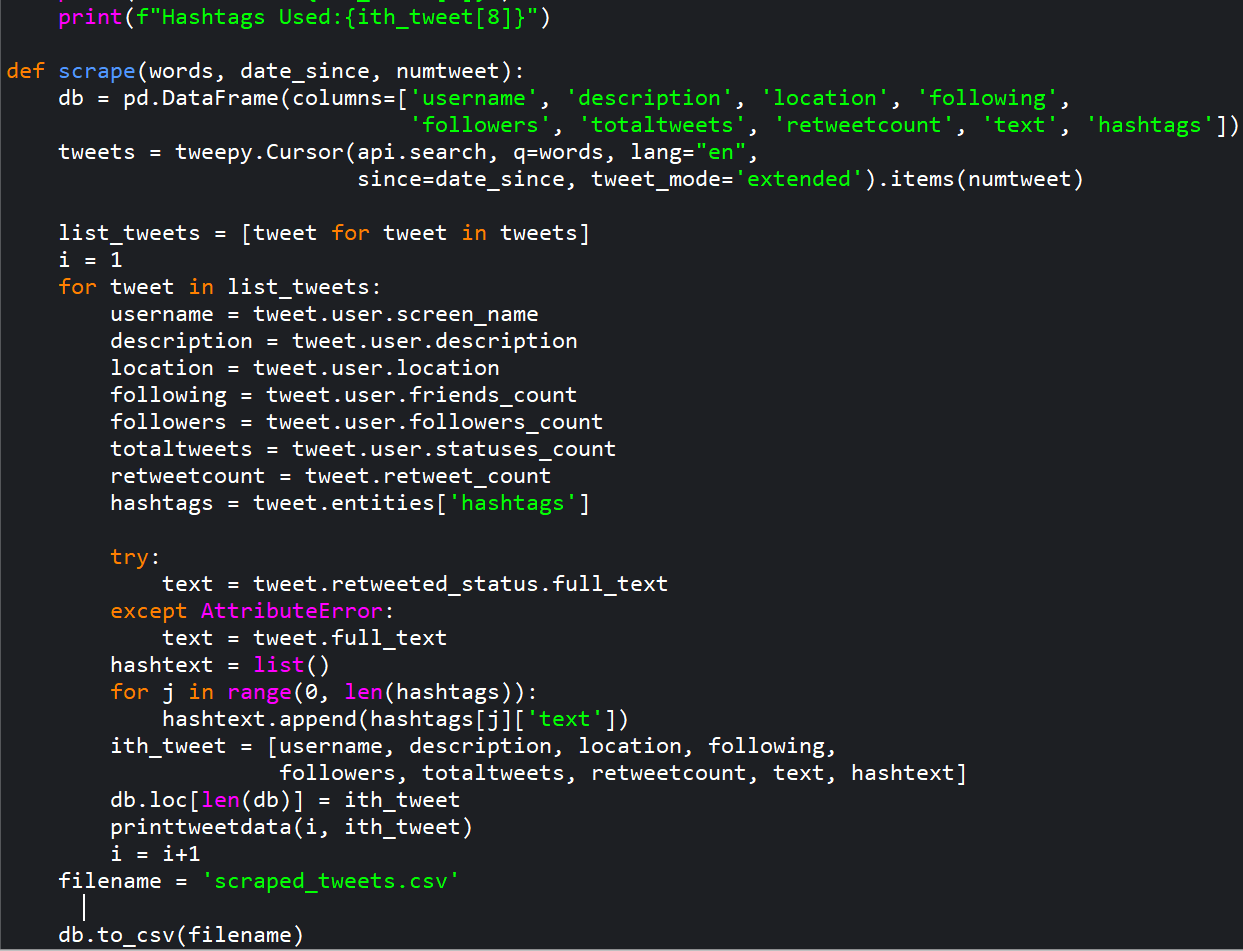 print(f"Hashtags Used:{ith_tweet[8]}")

def scrape(words, date_since, numtweet):
    db = pd.DataFrame(columns=['username', 'description', 'location', 'following',
                               'followers', 'totaltweets', 'retweetcount', 'text', 'hashtags'])
    tweets = tweepy.Cursor(api.search, q=words, lang="en",
                           since=date_since, tweet_mode='extended').items(numtweet)

    list_tweets = [tweet for tweet in tweets]
    i = 1
    for tweet in list_tweets:
        username = tweet.user.screen_name
        description = tweet.user.description
        location = tweet.user.location
        following = tweet.user.friends_count
        followers = tweet.user.followers_count
        totaltweets = tweet.user.statuses_count
        retweetcount = tweet.retweet_count
        hashtags = tweet.entities['hashtags']

        try:
            text = tweet.retweeted_status.full_text
        except AttributeError:
            text = tweet.full_text
        hashtext = list()
        for j in range(0, len(hashtags)):
            hashtext.append(hashtags[j]['text'])
        ith_tweet = [username, description, location, following,
                     followers, totaltweets, retweetcount, text, hashtext]
        db.loc[len(db)] = ith_tweet
        printtweetdata(i, ith_tweet)
        i = i+1
    filename = 'scraped_tweets.csv'

    db.to_csv(filename)